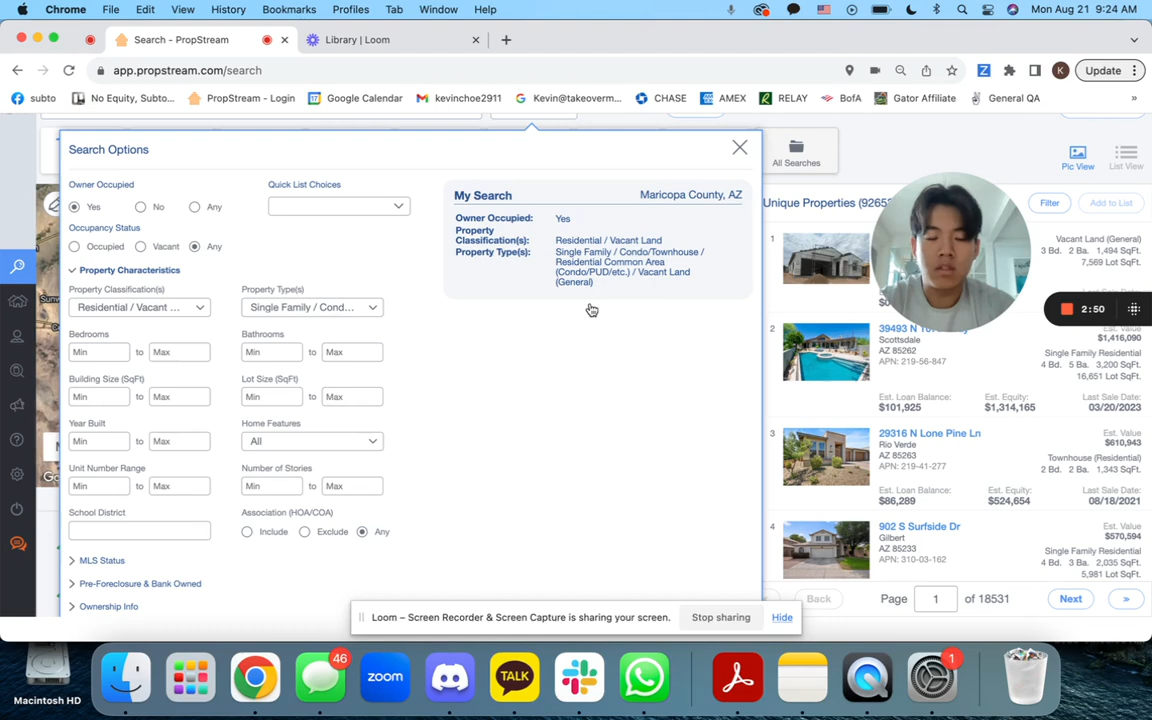 Chrome File Edit View History Bookmarks Profiles Tab Window Help Mon Aug 21 9:24 AM
Search - PropStream
Library | Loom
app.propstream.com/search
K
Update
subto
No Equity, Subto...
PropStream - Login
Google Calendar
kevinchoe2911
Kevin@takeoverm...
CHASE
AMEX
RELAY
BofA
Gator Affiliate
General QA
»
Search Options
Owner Occupied
Yes
No
Any
Quick List Choices
Occupancy Status
Occupied
Vacant
Any
Property Characteristics
Property Classification(s)
Residential / Vacant ...
Property Type(s)
Single Family / Cond...
Bedrooms
Min to Max
Bathrooms
Min to Max
Building Size (SqFt)
Min to Max
Lot Size (SqFt)
Min to Max
Year Built
Min to Max
Home Features
All
Unit Number Range
Min to Max
Number of Stories
Min to Max
School District
Association (HOA/COA)
Include
Exclude
Any
MLS Status
Pre-Foreclosure & Bank Owned
Ownership Info
My Search
Maricopa County, AZ
Owner Occupied: Yes
Property
Classification(s): Residential / Vacant Land
Property Type(s): Single Family / Condo/Townhouse /
Residential Common Area
(Condo/PUD/etc.) / Vacant Land
(General)
All Searches
Pic View
List View
Unique Properties
Filter
Add to List
1
Vacant Land (General)
3 Bd. 2 Ba. 1,494 SqFt.
7,569 Lot SqFt.
2:50
2
Scottsdale
AZ 85262
APN: 219-56-847
$1,416,090
Single Family Residential
4 Bd. 5 Ba. 3,200 SqFt.
16,651 Lot SqFt.
Est. Loan Balance:
$101,925
Est. Equity:
$1,314,165
Last Sale Date
03/20/2023
3
29316 N Lone Pine Ln
Rio Verde
AZ 85263
APN: 219-41-277
Est. Value
$610,943
Townhouse (Residential)
2 Bd. 2 Ba. 1,343 SqFt.
Est. Loan Balance:
$86,289
Est. Equity:
$524,654
Last Sale Date
08/18/2021
4
902 S Surfside Dr
Gilbert
AZ 85233
APN: 310-03-162
Est. Value
$570,594
Single Family Residential
4 Bd. 3 Ba. 2,035 SqFt.
5,981 Lot SqFt.
Back
Page 1 of 18531
Next
»
Loom – Screen Recorder & Screen Capture is sharing your screen.
Stop sharing
Hide
46
zoom
TALK
1
Macintosh HD